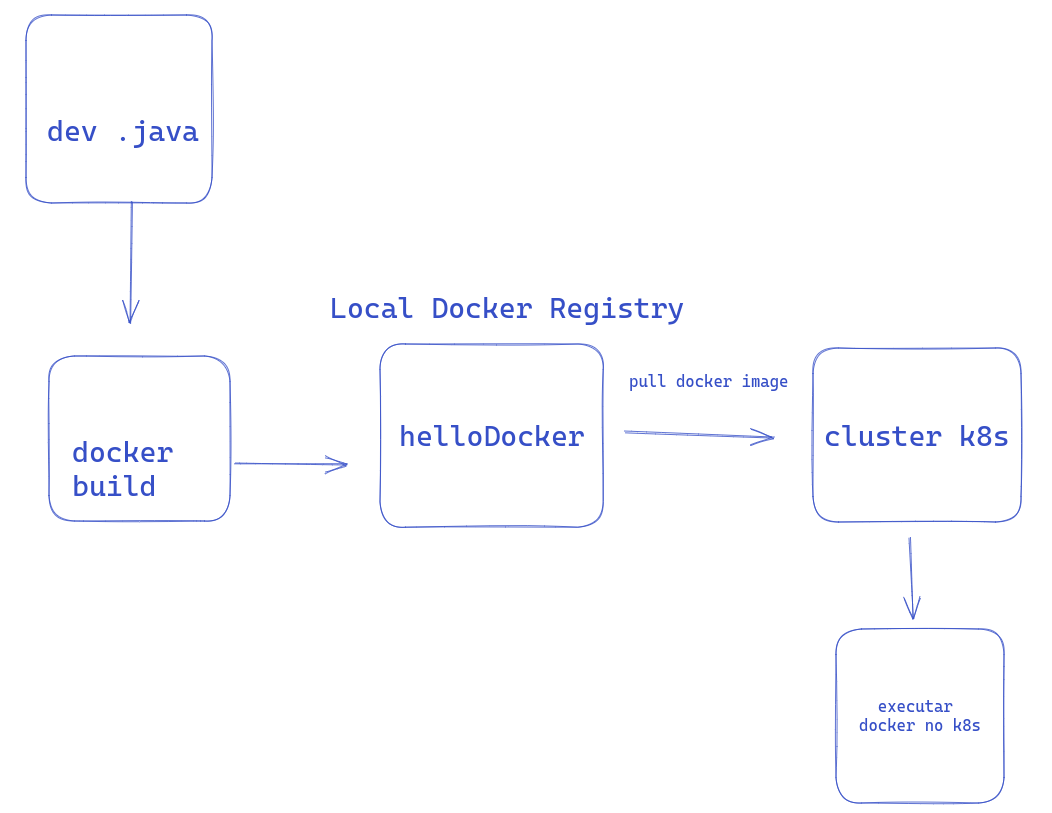 dev .java
Local Docker Registry
docker
build
helloDocker
pull docker image
cluster k8s
executar
docker no k8s